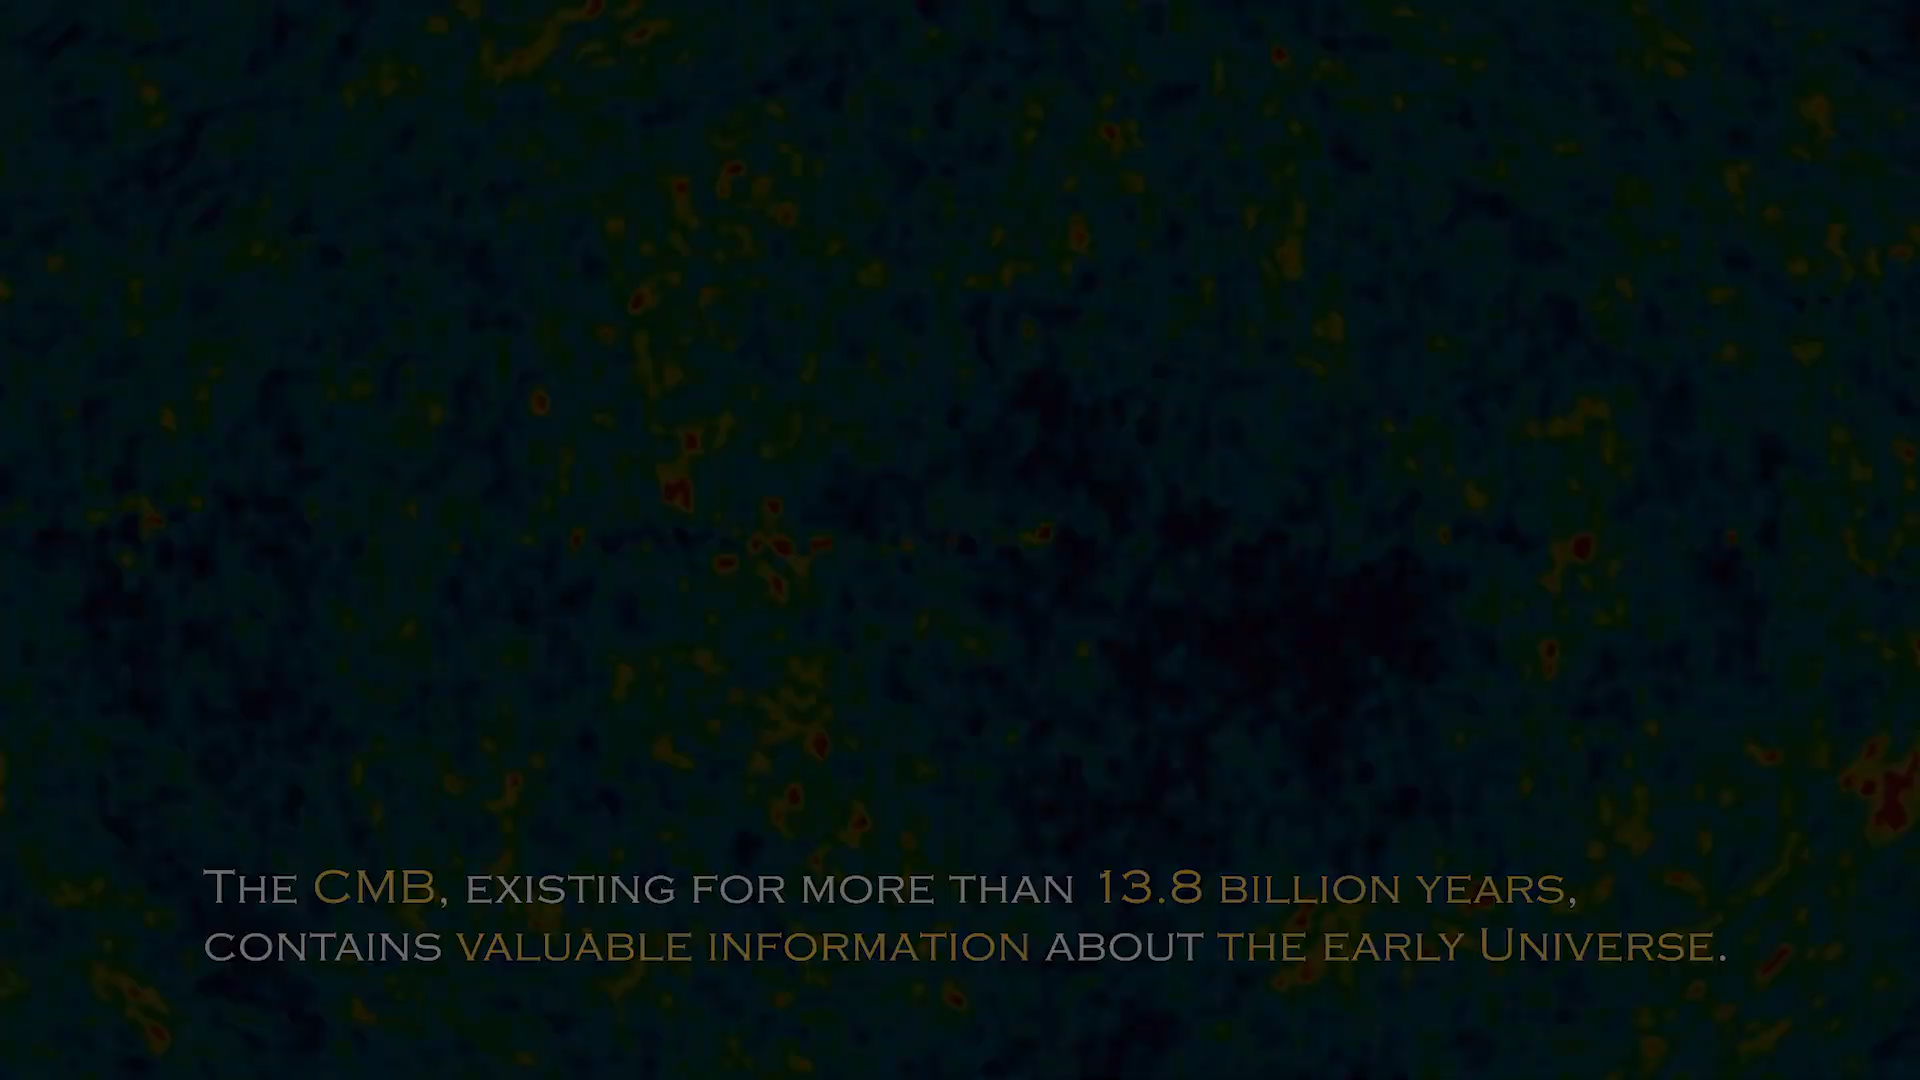 The CMB, existing for more than 13.8 billion years,
contains valuable information about the early Universe.